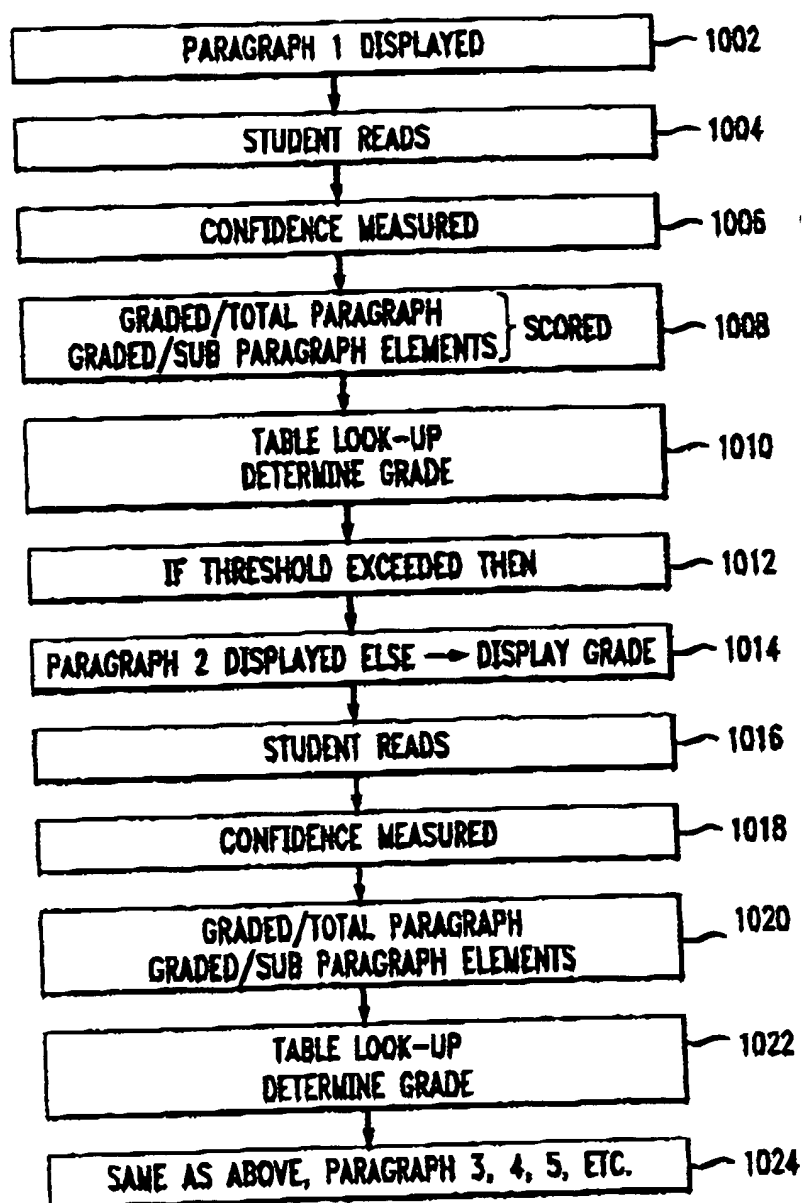 PARAGRAPH 1 DISPLAYED 1002
STUDENT READS 1004
CONFIDENCE MEASURED 1006
GRADED/TOTAL PARAGRAPH
GRADED/SUB PARAGRAPH ELEMENTS } SCORED 1008
TABLE LOOK-UP
DETERMINE GRADE 1010
IF THRESHOLD EXCEEDED THEN 1012
PARAGRAPH 2 DISPLAYED ELSE → DISPLAY GRADE 1014
STUDENT READS 1016
CONFIDENCE MEASURED 1018
GRADED/TOTAL PARAGRAPH
GRADED/SUB PARAGRAPH ELEMENTS 1020
TABLE LOOK-UP
DETERMINE GRADE 1022
SAME AS ABOVE, PARAGRAPH 3, 4, 5, ETC. 1024